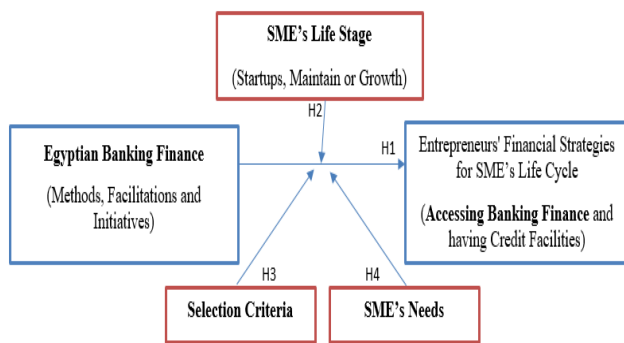 SME's Life Stage
(Startups, Maintain or Growth)
H2
H1
Egyptian Banking Finance
(Methods, Facilitations and
Initiatives)
Entrepreneurs' Financial Strategies
for SME's Life Cycle
(Accessing Banking Finance and
having Credit Facilities)
H3
H4
Selection Criteria
SME's Needs